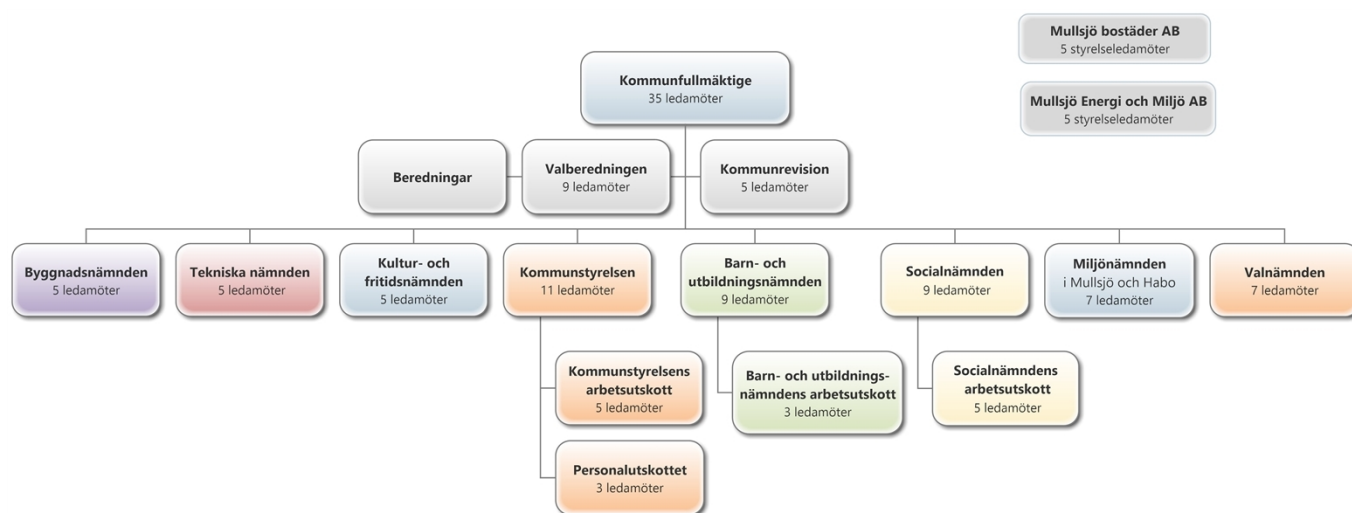 Mullsjö bostäder AB
5 styrelseledamöter
Mullsjö Energi och Miljö AB
5 styrelseledamöter
Kommunfullmäktige
35 ledamöter
Beredningar
Valberedningen
9 ledamöter
Kommunrevision
5 ledamöter
Byggnadsnämnden
5 ledamöter
Tekniska nämnden
5 ledamöter
Kultur- och
fritidsnämnden
5 ledamöter
Kommunstyrelsen
11 ledamöter
Barn- och
utbildningsnämnden
9 ledamöter
Socialnämnden
9 ledamöter
Miljönämnden
i Mullsjö och Habo
7 ledamöter
Valnämnden
7 ledamöter
Kommunstyrelsens
arbetsutskott
5 ledamöter
Barn- och utbildnings-
nämndens arbetsutskott
3 ledamöter
Socialnämndens
arbetsutskott
5 ledamöter
Personalutskottet
3 ledamöter